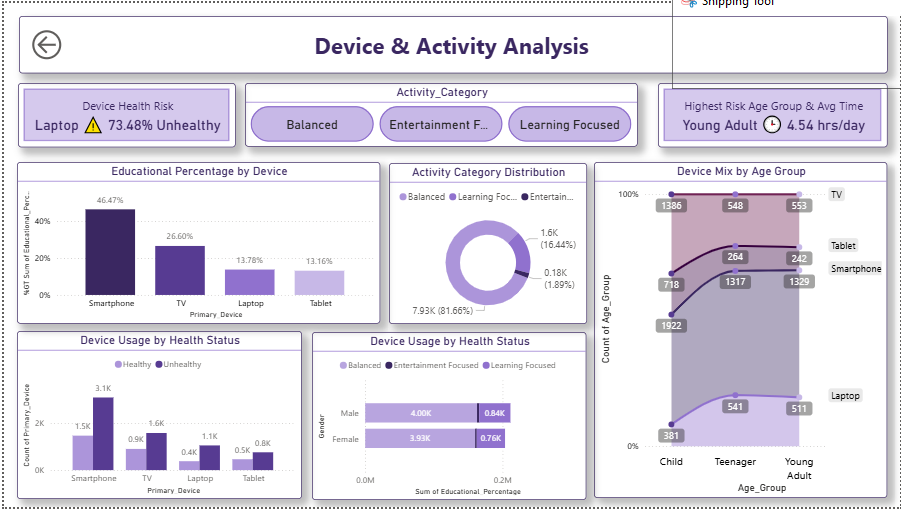 Snipping Tool
Device & Activity Analysis
Device Health Risk
Laptop ⚠ 73.48% Unhealthy
Activity_Category
Balanced
Entertainment F...
Learning Focused
Highest Risk Age Group & Avg Time
Young Adult 🕒 4.54 hrs/day
Educational Percentage by Device
%GT Sum of Educational_Perc..
40%
20%
0%
46.47%
26.60%
13.78%
13.16%
Smartphone
TV
Laptop
Tablet
Primary_Device
Activity Category Distribution
Balanced
Learning Foc...
Entertain...
1.6K
(16.44%)
0.18K
(1.89%)
7.93K (81.66%)
Device Mix by Age Group
Count of Age_Group
100%
0%
1386
548
553
TV
718
264
242
Tablet
1922
1317
1329
Smartphone
381
541
511
Laptop
Child
Teenager
Young
Adult
Age_Group
Device Usage by Health Status
Healthy
Unhealthy
Count of Primary_Device
2K
0K
1.5K
3.1K
0.9K
1.6K
0.4K
1.1K
0.5K
0.8K
Smartphone
TV
Laptop
Tablet
Primary_Device
Device Usage by Health Status
Balanced
Entertainment Focused
Learning Focused
Gender
Male
4.00K
0.84K
Female
3.93K
0.76K
0.0M
0.2M
Sum of Educational_Percentage